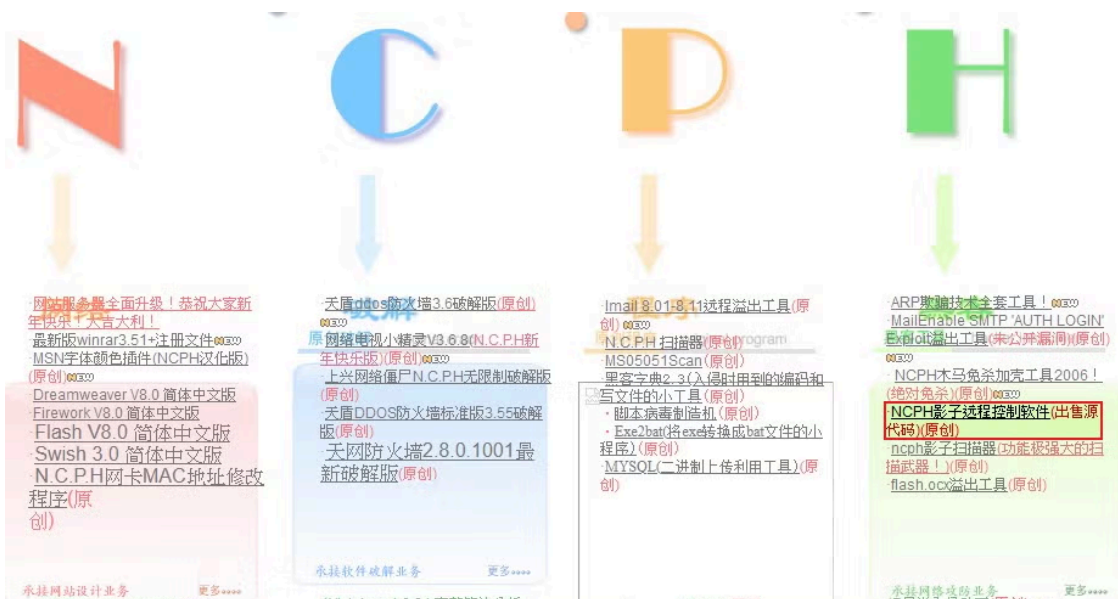 N
C
P
H
网络
·网站服务器全面升级！恭祝大家新
年快乐！大吉大利！
·最新版winrar3.51+注册文件NEW
·MSN字体颜色插件(NCPH汉化版)
(原创)NEW
·Dreamweaver V8.0 简体中文版
·Firework V8.0 简体中文版
·Flash V8.0 简体中文版
·Swish 3.0 简体中文版
·N.C.P.H网卡MAC地址修改
程序(原
创)
承接网站设计业务
更多
破解
·天盾ddos防火墙3.6破解版(原创)
NEW
·网络电视小精灵V3.6.8(N.C.P.H新
年快乐版)(原创)NEW
·上兴网络僵尸N.C.P.H无限制破解版
(原创)
·天盾DDOS防火墙标准版3.55破解
版(原创)
·天网防火墙2.8.0.1001最
新破解版(原创)
承接软件破解业务
更多
·Imail 8.01-8.11远程溢出工具(原
创) NEW
·N.C.P.H 扫描器(原创)
rogram
·MS05051Scan(原创)
·黑客字典2.3(入侵时用到的编码和
写文件的小工具)(原创)
·脚本病毒制造机(原创)
·Exe2bat(将exe转换成bat文件的小
程序)(原创)
·MYSQL(二进制上传利用工具)(原
创)
·ARP欺骗技术全套工具！NEW
·MailEnable SMTP 'AUTH LOGIN'
Exploit溢出工具(未公开漏洞)(原创)
NEW
·NCPH木马免杀加壳工具2006！
(绝对免杀)(原创)NEW
·NCPH影子远程控制软件(出售源
代码)(原创)
·ncph影子扫描器(功能极强大的扫
描武器！)(原创)
·flash.ocx溢出工具(原创)
承接网络攻防业务
更多